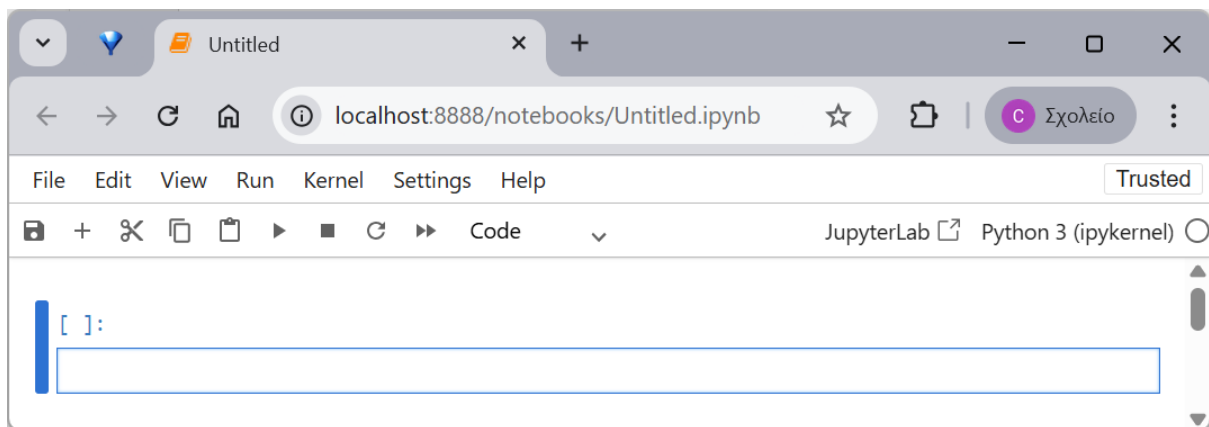 Untitled
localhost:8888/notebooks/Untitled.ipynb C Σχολείο
File Edit View Run Kernel Settings Help Trusted
Code JupyterLab Python 3 (ipykernel)
[ ]: